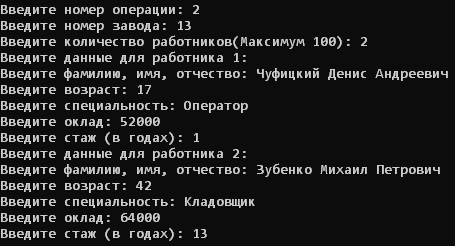 Введите номер операции: 2
Введите номер завода: 13
Введите количество работников(Максимум 100): 2
Введите данные для работника 1:
Введите фамилию, имя, отчество: Чуфицкий Денис Андреевич
Введите возраст: 17
Введите специальность: Оператор
Введите оклад: 52000
Введите стаж (в годах): 1
Введите данные для работника 2:
Введите фамилию, имя, отчество: Зубенко Михаил Петрович
Введите возраст: 42
Введите специальность: Кладовщик
Введите оклад: 64000
Введите стаж (в годах): 13